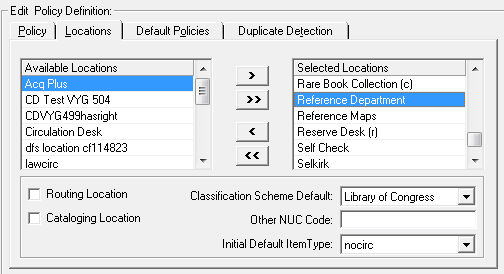 Edit Policy Definition:
Policy Locations Default Policies Duplicate Detection
Available Locations
Acq Plus
CD Test VYG 504
CDVYG499hasright
Circulation Desk
dfs location cf114823
lawcirc
>
>>
<
<<
Selected Locations
Rare Book Collection (c)
Reference Department
Reference Maps
Reserve Desk (r)
Self Check
Selkirk
Routing Location
Cataloging Location
Classification Scheme Default: Library of Congress
Other NUC Code:
Initial Default ItemType: nocirc